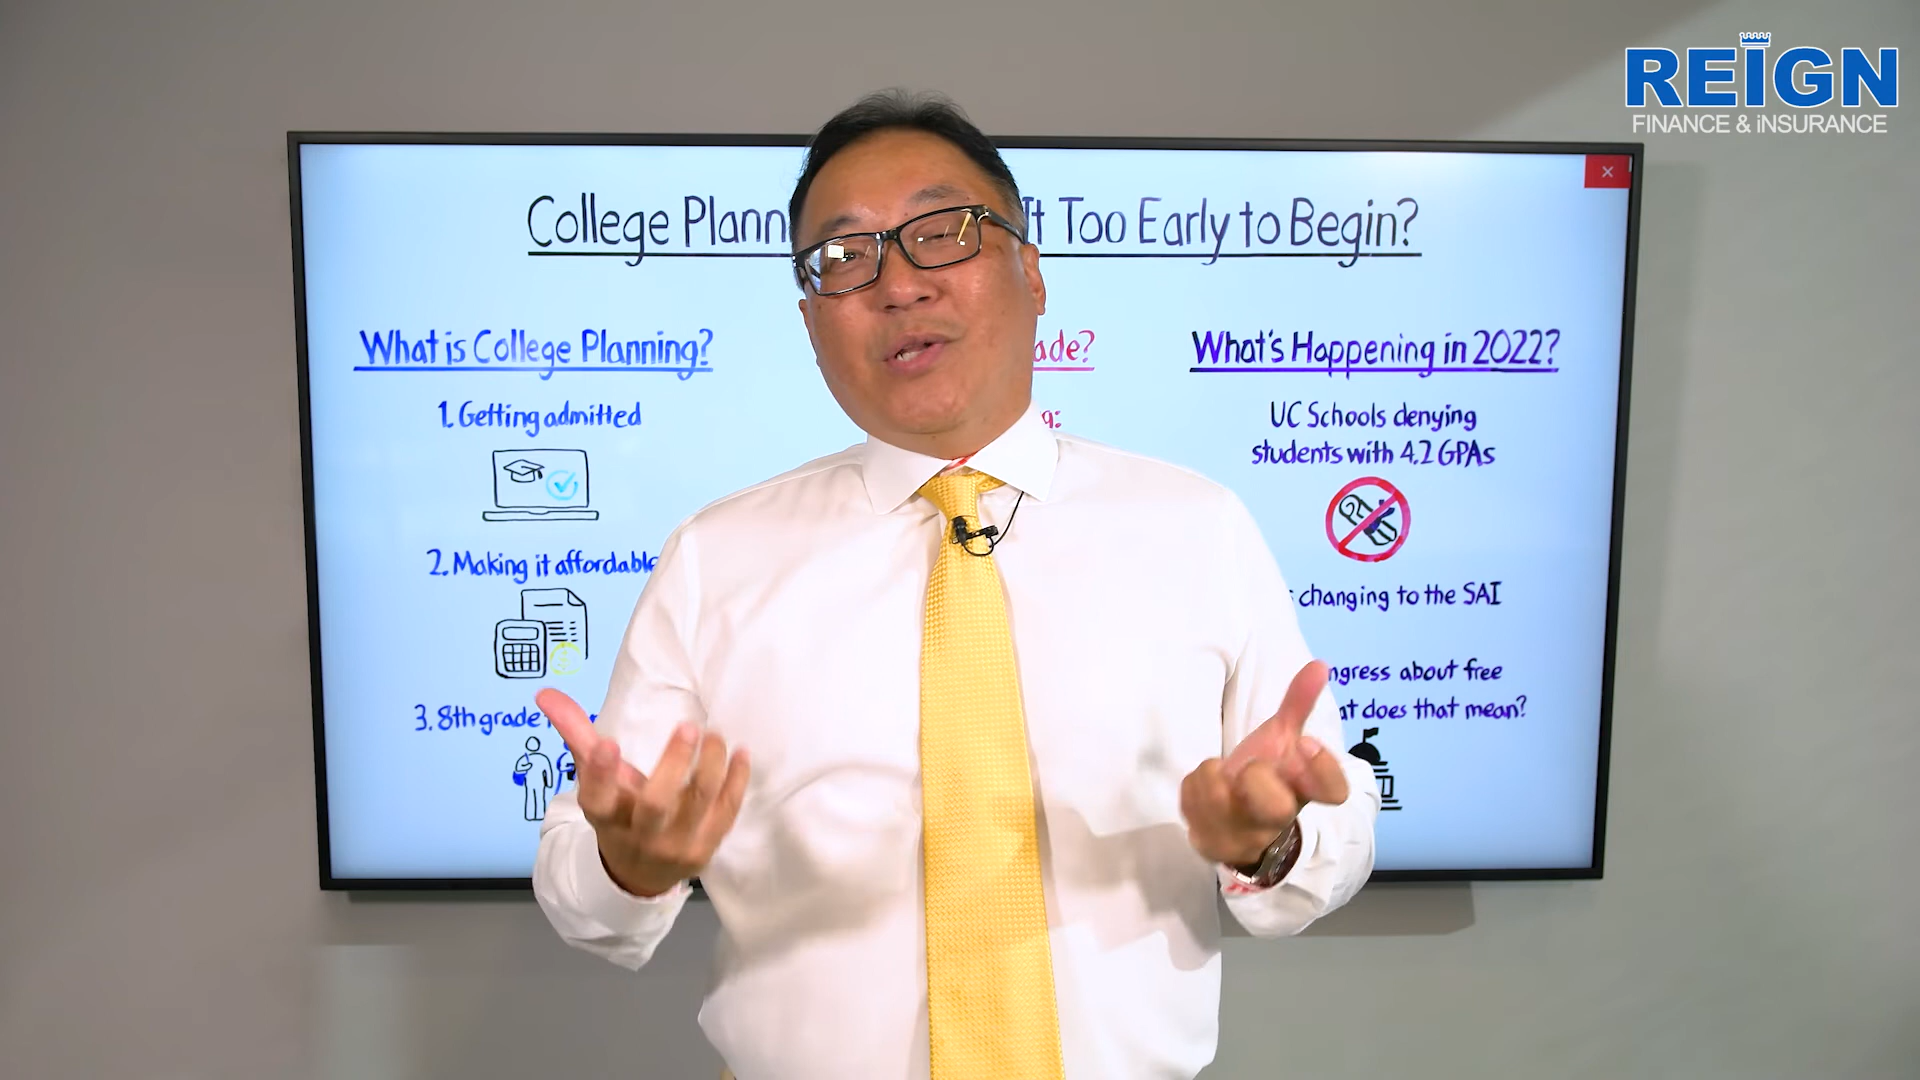 REIGN
FINANCE & iNSURANCE
College Plann
It Too Early to Begin?
What is College Planning?
1. Getting admitted
2. Making it affordable
3. 8th grade
ade?
g:
What's Happening in 2022?
UC Schools denying
students with 4.2 GPAs
changing to the SAI
ngress about free
at does that mean?